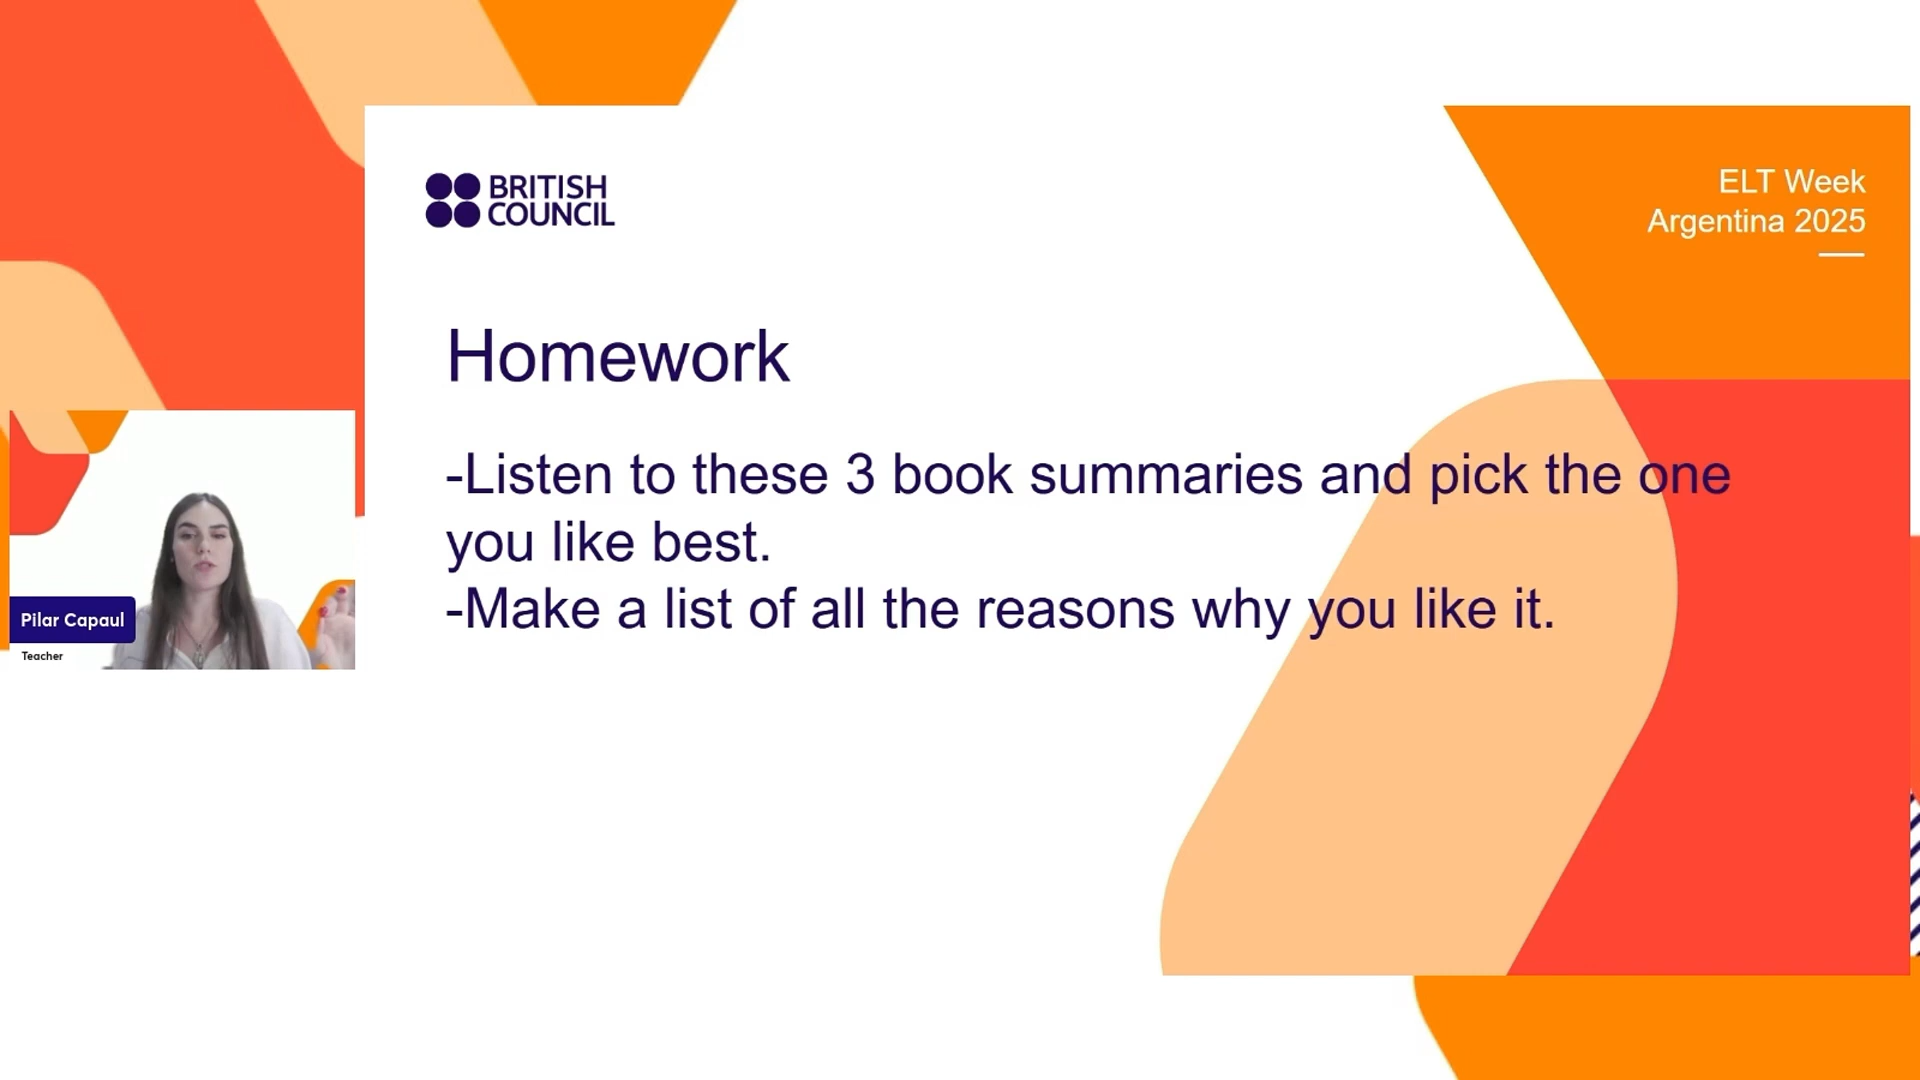 BRITISH
COUNCIL
ELT Week
Argentina 2025
Homework
-Listen to these 3 book summaries and pick the one
you like best.
-Make a list of all the reasons why you like it.
Pilar Capaul
Teacher